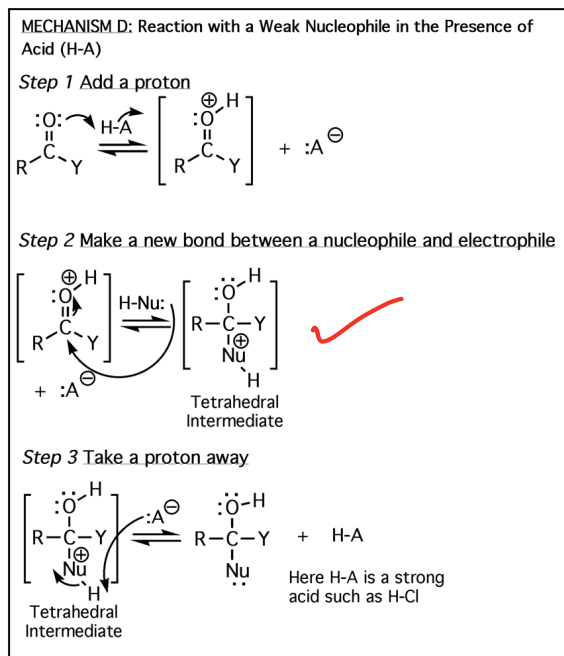 MECHANISM D: Reaction with a Weak Nucleophile in the Presence of
Acid (H-A)
Step 1 Add a proton
:O: H-A ⊕ H
:O
C C + :A⊖
R Y R Y
Step 2 Make a new bond between a nucleophile and electrophile
⊕ H H
:O H-Nu: :O
C R–C–Y
R Y Nu⊕
+ :A⊖ H
Tetrahedral
Intermediate
Step 3 Take a proton away
:O–H :A⊖ :O–H
R–C–Y R–C–Y + H-A
⊕
Nu Nu
H
Here H-A is a strong
acid such as H-Cl
Tetrahedral
Intermediate